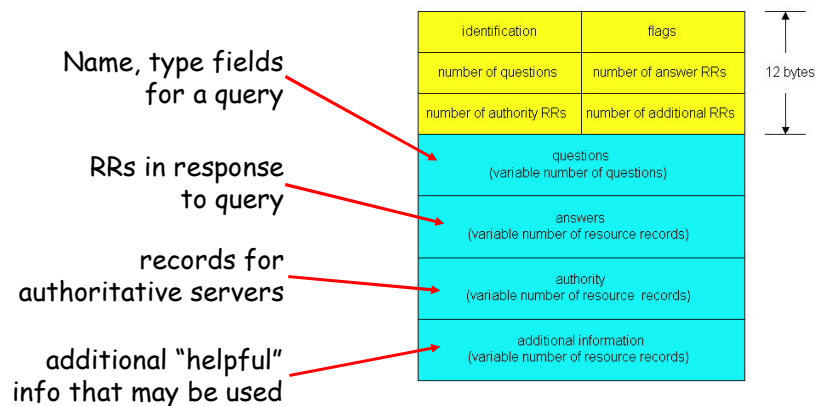 identification
flags
number of questions
number of answer RRs
12 bytes
number of authority RRs
number of additional RRs
Name, type fields
for a query
questions
(variable number of questions)
RRs in response
to query
answers
(variable number of resource records)
records for
authoritative servers
authority
(variable number of resource records)
additional “helpful”
info that may be used
additional information
(variable number of resource records)